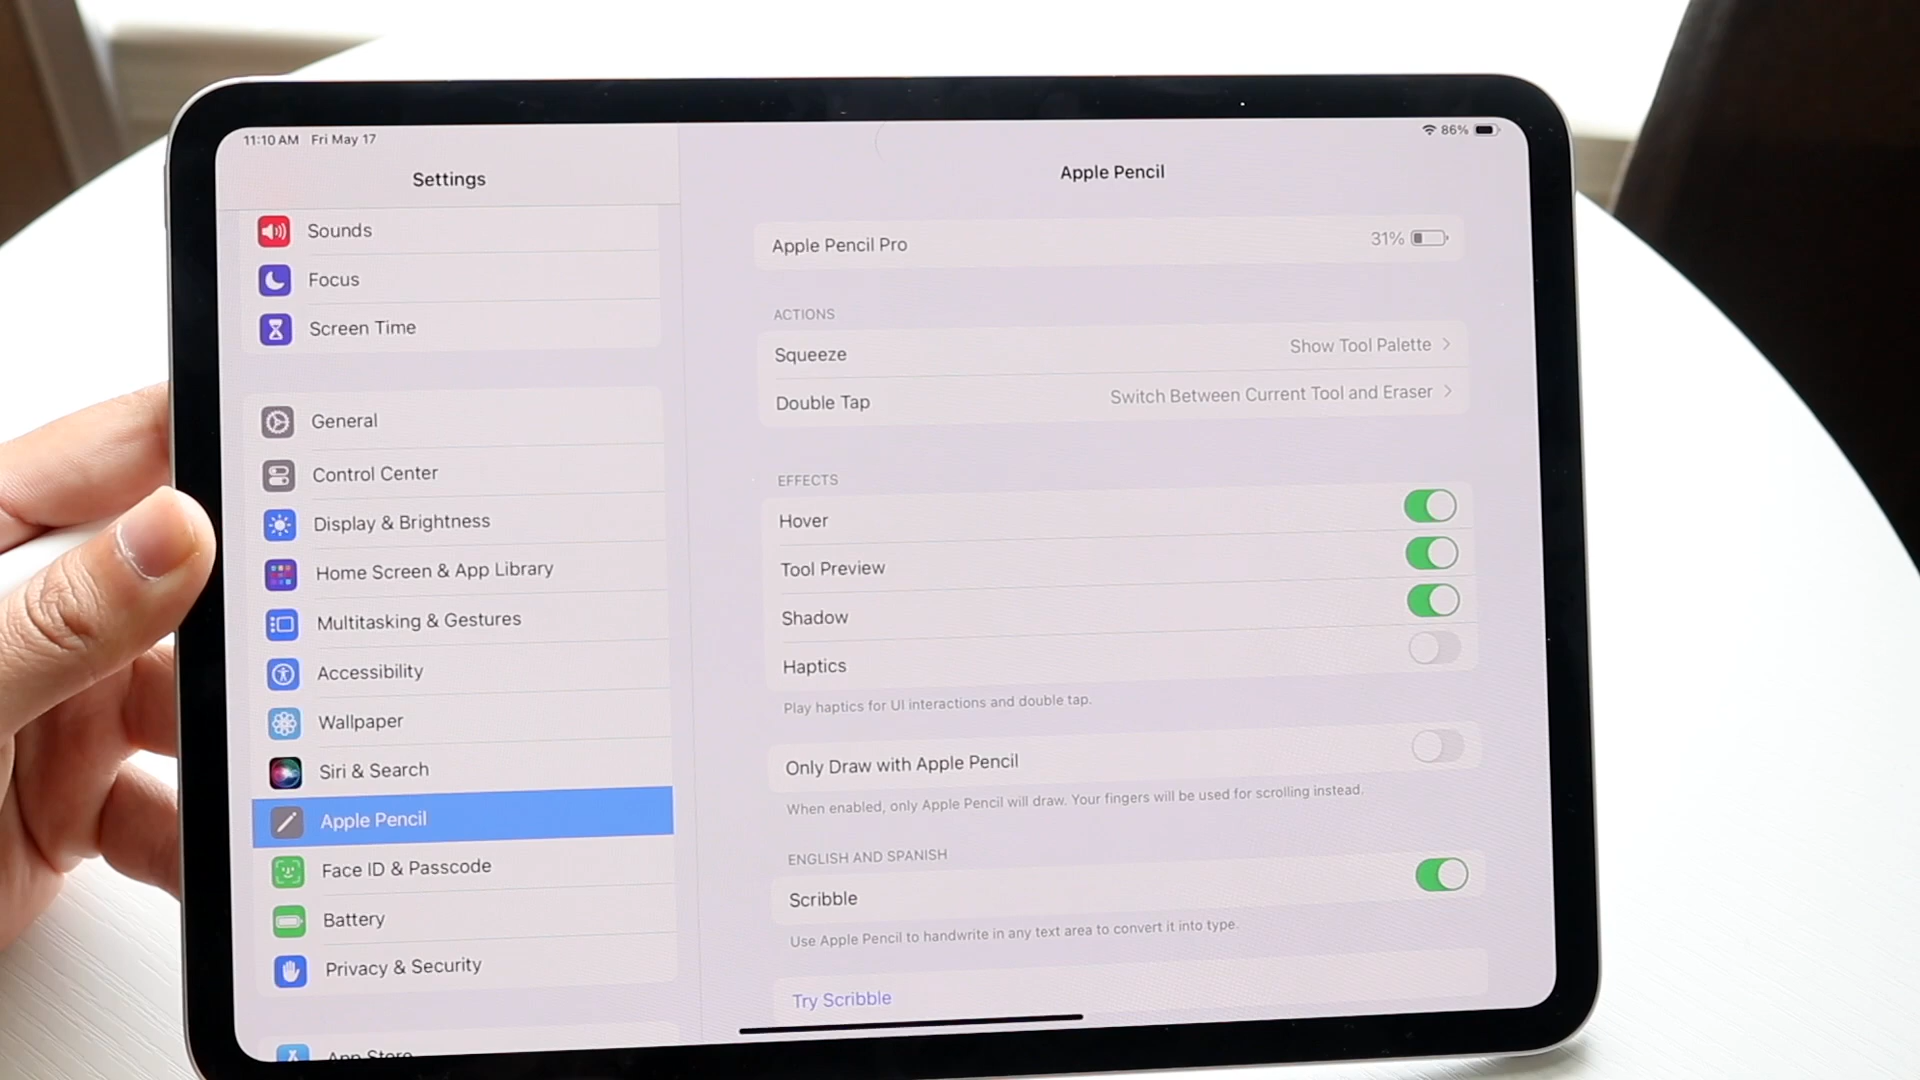 11:10 AM Fri May 17
86%
Settings
Sounds
Focus
Screen Time
General
Control Center
Display & Brightness
Home Screen & App Library
Multitasking & Gestures
Accessibility
Wallpaper
Siri & Search
Apple Pencil
Face ID & Passcode
Battery
Privacy & Security
App Store
Apple Pencil
Apple Pencil Pro 31%
ACTIONS
Squeeze Show Tool Palette
Double Tap Switch Between Current Tool and Eraser
EFFECTS
Hover
Tool Preview
Shadow
Haptics
Play haptics for UI interactions and double tap.
Only Draw with Apple Pencil
When enabled, only Apple Pencil will draw. Your fingers will be used for scrolling instead.
ENGLISH AND SPANISH
Scribble
Use Apple Pencil to handwrite in any text area to convert it into type.
Try Scribble